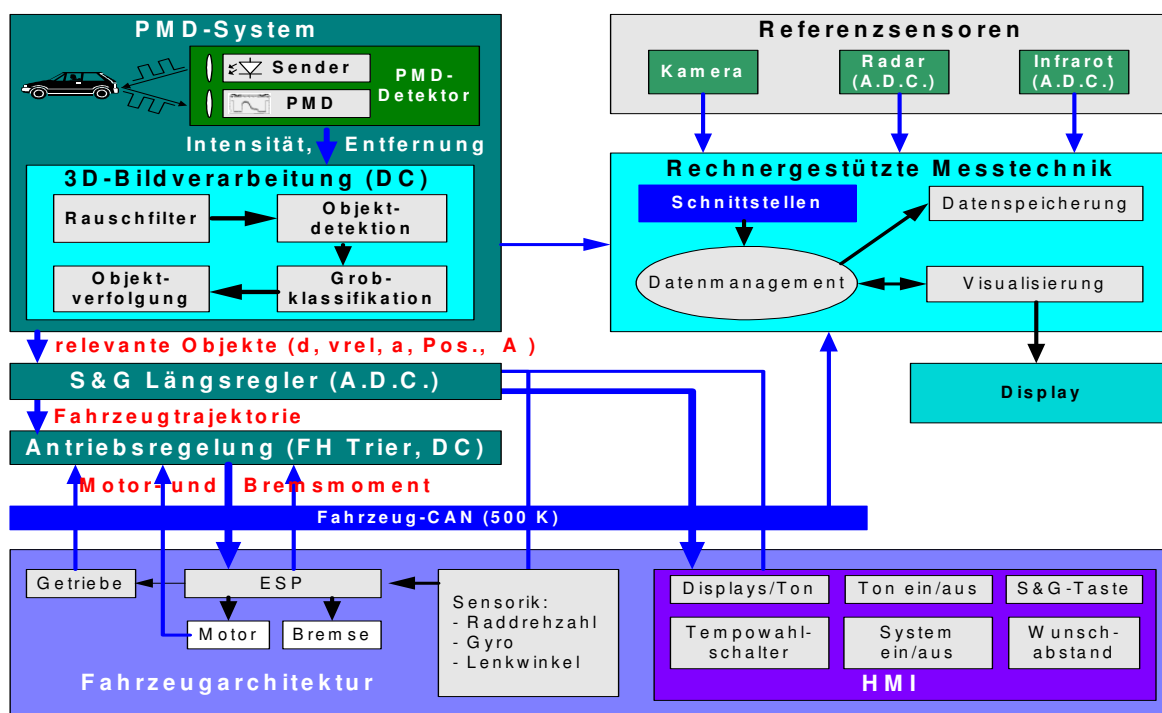 PMD-System
Sender
PMD
PMD-
Detektor
Intensität, Entfernung
3D-Bildverarbeitung (DC)
Rauschfilter
Objekt-
detektion
Objekt-
verfolgung
Grob-
klassifikation
relevante Objekte (d, vrel, a, Pos., A )
S&G Längsregler (A.D.C.)
Fahrzeugtrajektorie
Antriebsregelung (FH Trier, DC)
Motor- und Bremsmoment
Fahrzeug-CAN (500 K)
Referenzsensoren
Kamera
Radar
(A.D.C.)
Infrarot
(A.D.C.)
Rechnergestützte Messtechnik
Schnittstellen
Datenspeicherung
Datenmanagement
Visualisierung
Display
Getriebe
ESP
Motor
Bremse
Sensorik:
- Raddrehzahl
- Gyro
- Lenkwinkel
Fahrzeugarchitektur
Displays/Ton
Ton ein/aus
S&G-Taste
Tempowahl-
schalter
System
ein/aus
Wunsch-
abstand
HMI